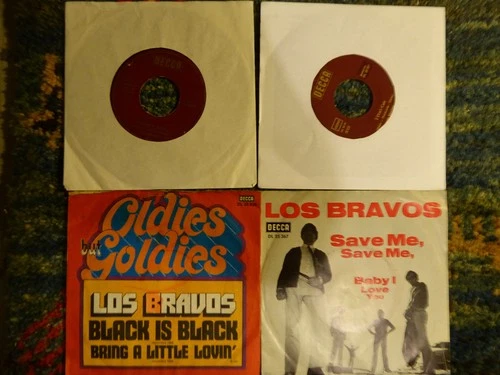 DECCA
DECCA
DECCA
Oldies
but
Goldies
LOS BRAVOS
BLACK IS BLACK
BRING A LITTLE LOVIN'
LOS BRAVOS
DECCA
Save Me,
Save Me,
Baby I
Love
You